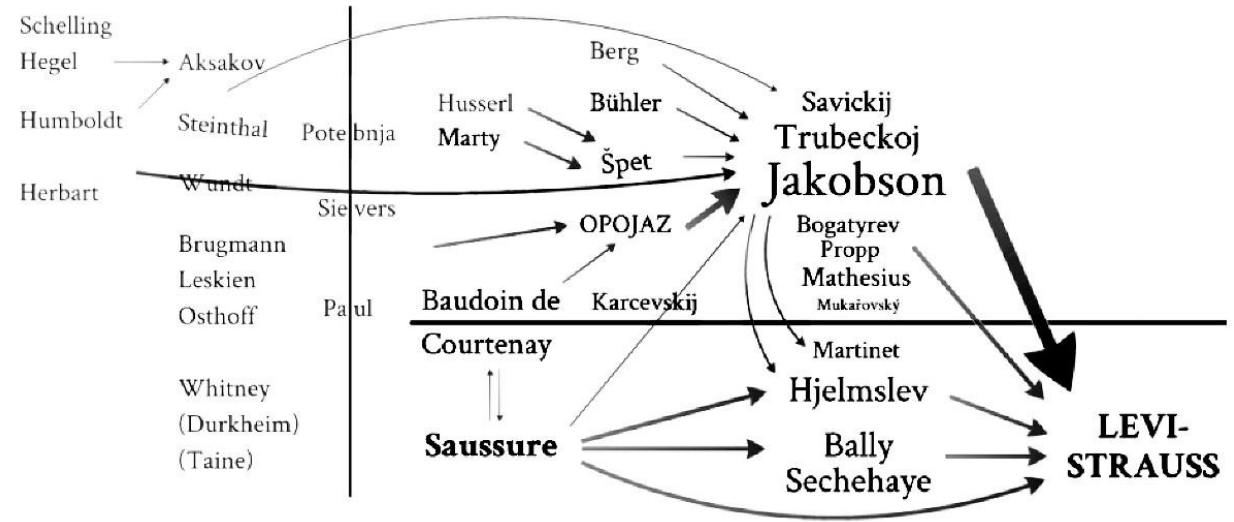 Schelling
Hegel
Humboldt
Herbart
Aksakov
Steinthal
Wundt
Brugmann
Leskien
Osthoff
Whitney
(Durkheim)
(Taine)
Potebnja
Sievers
Paul
Husserl
Marty
Berg
Bühler
Špet
OPOJAZ
Baudoin de
Courtenay
Karcevskij
Saussure
Savickij
Trubeckoj
Jakobson
Bogatyrev
Propp
Mathesius
Mukařovský
Martinet
Hjelmslev
Bally
Sechehaye
LEVI-
STRAUSS